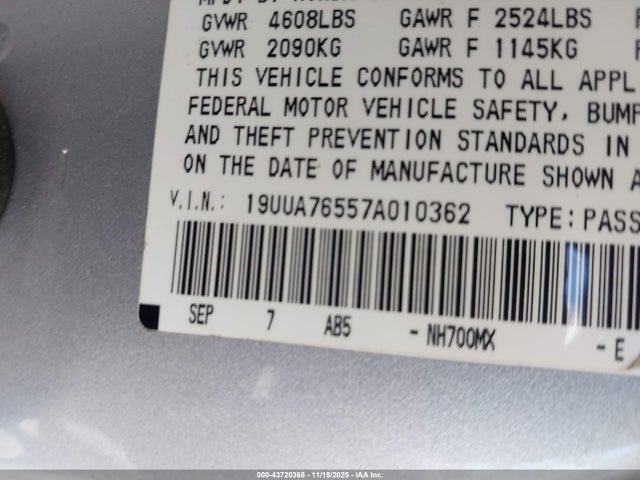 GVWR 4608LBS GAWR F 2524LBS
GVWR 2090KG GAWR F 1145KG
THIS VEHICLE CONFORMS TO ALL APPL
FEDERAL MOTOR VEHICLE SAFETY, BUMP
AND THEFT PREVENTION STANDARDS IN
ON THE DATE OF MANUFACTURE SHOWN A
V.I.N.: 19UUA76557A010362 TYPE:PASS
SEP 7 AB5 -NH700MX -E
000-43720368 - 11/19/2025 - IAA Inc.